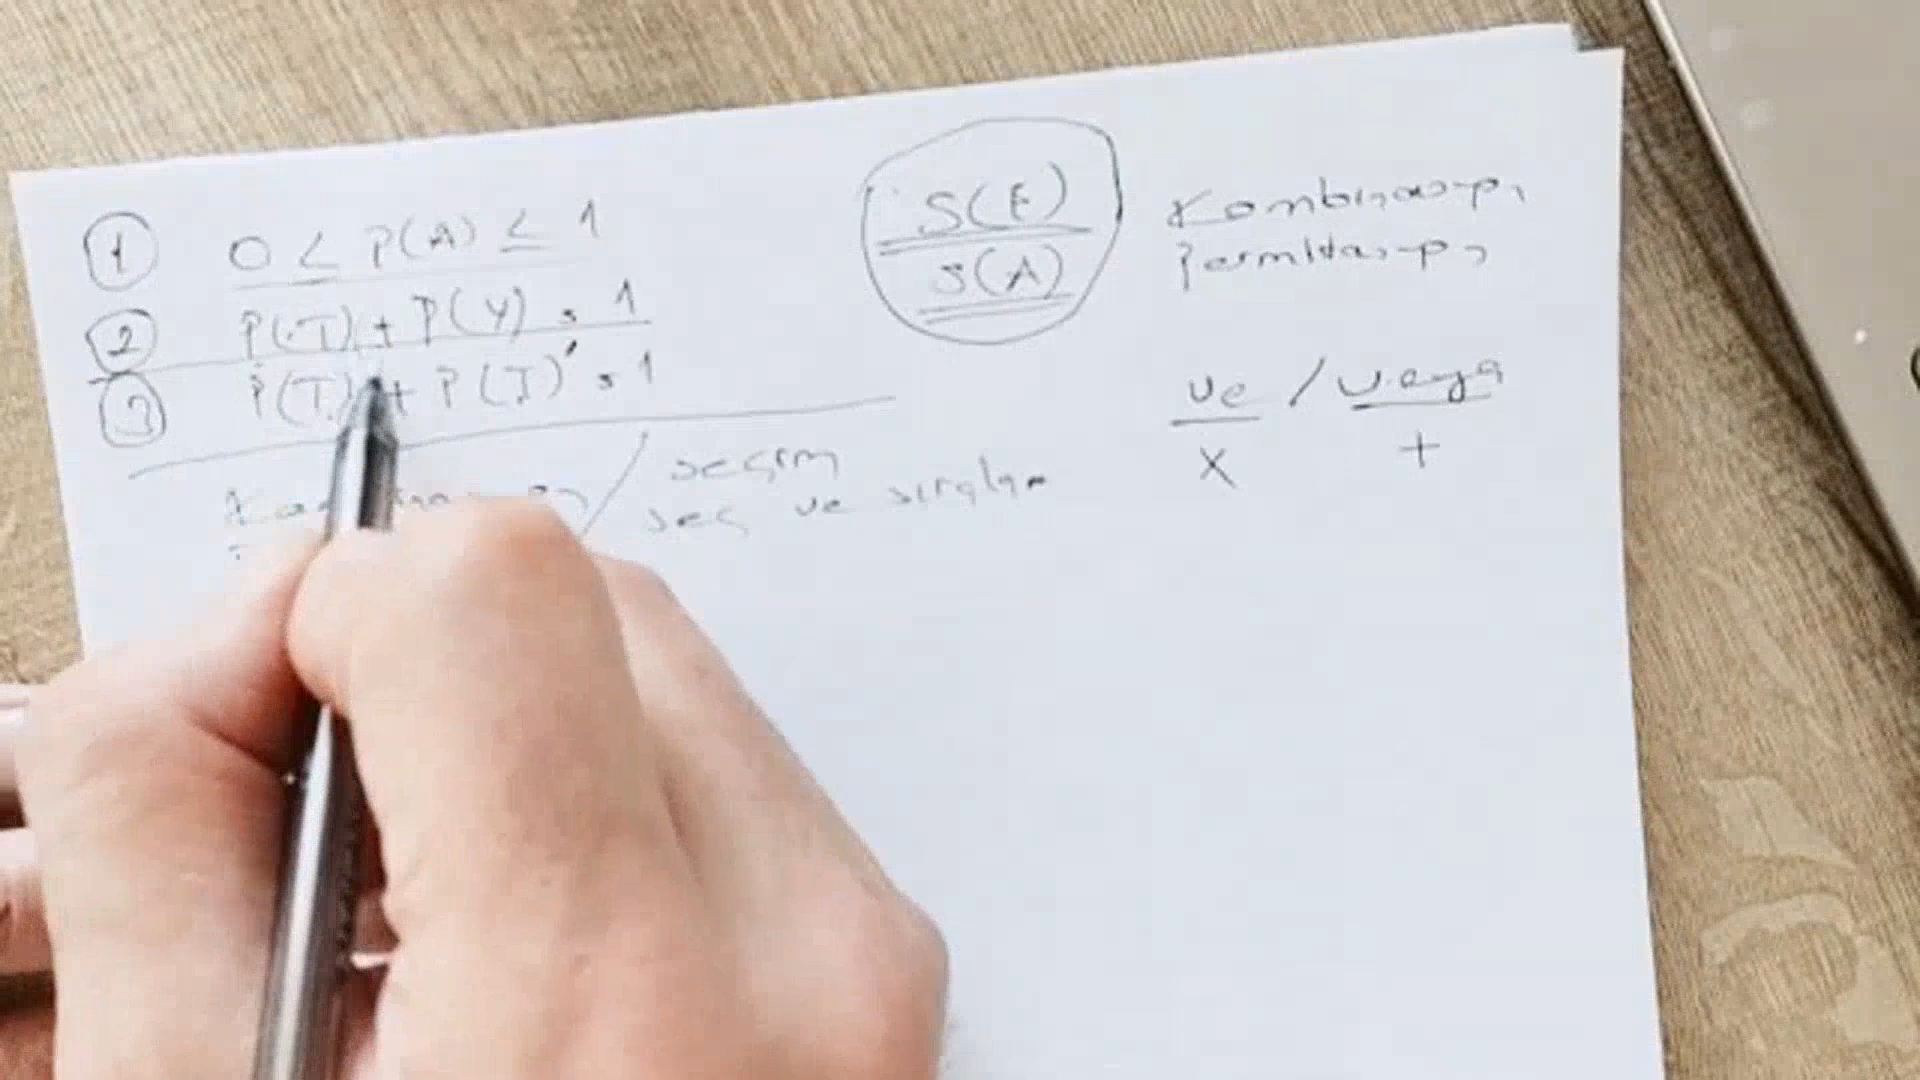 1 0 ≤ P(A) ≤ 1
2 P(T) + P(Y) = 1
3 P(T) + P(T)' = 1
seçim
seç ve sırala
S(E)
S(A)
Kombinasyon
Permütasyon
ve / veya
x +